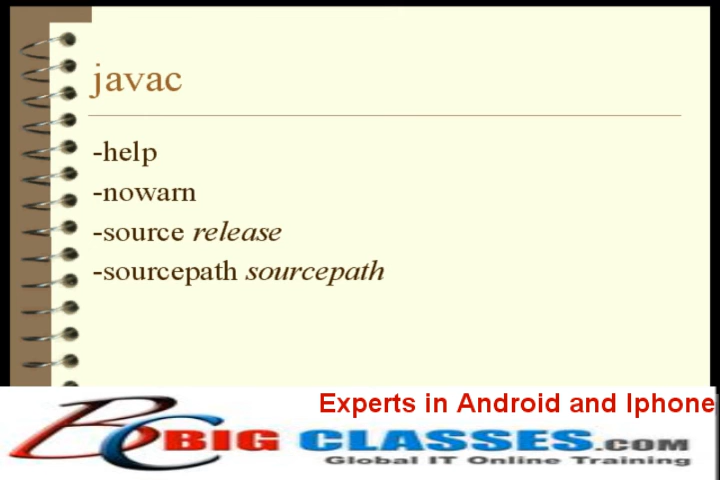 javac
-help
-nowarn
-source release
-sourcepath sourcepath
Experts in Android and Iphone
BC BIG CLASSES.COM
Global IT Online Training